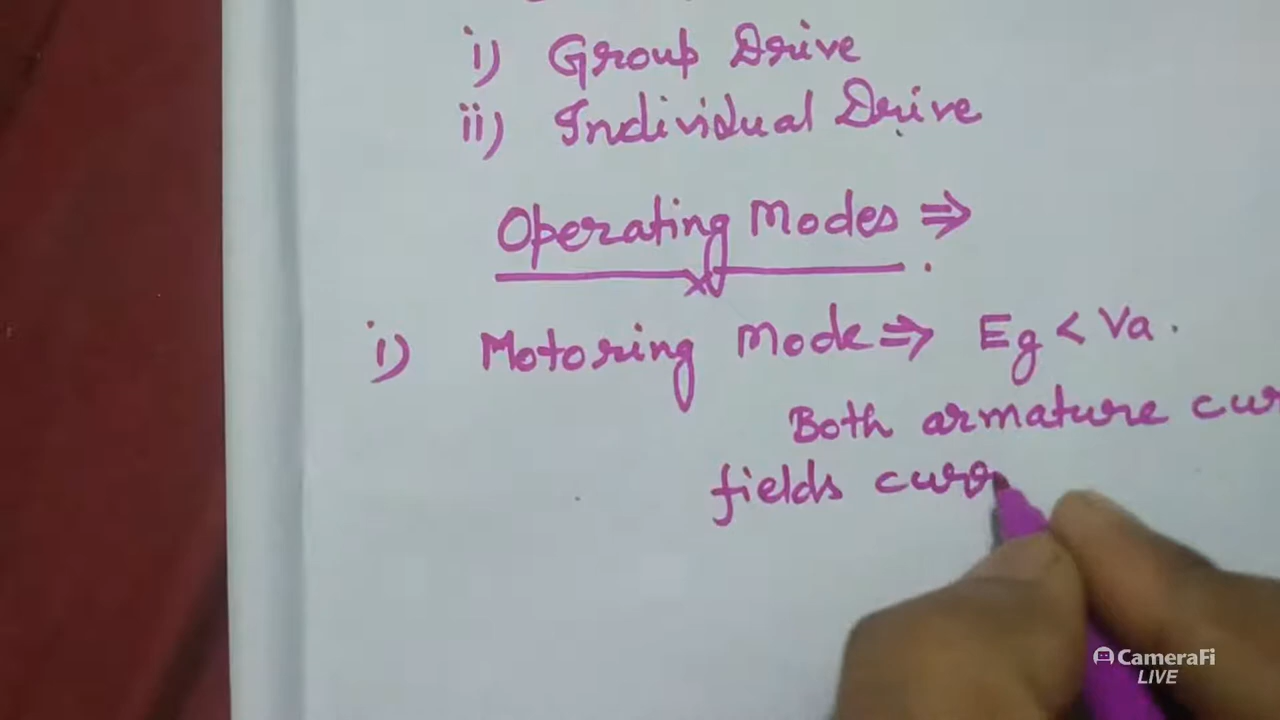 i) Group Drive
ii) Individual Drive
Operating Modes ⇒
i) Motoring Mode ⇒ Eg < Va.
Both armature cur
fields curr
CameraFi
LIVE